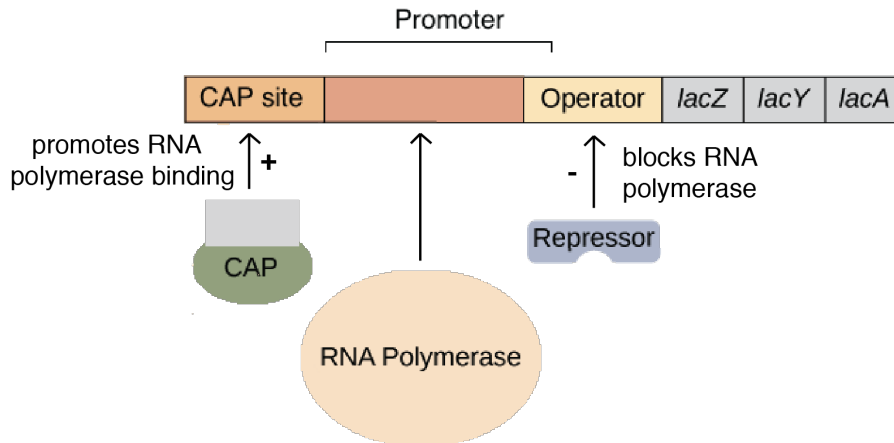 Promoter
CAP site
Operator
lacZ
lacY
lacA
promotes RNA
polymerase binding
+
-
blocks RNA
polymerase
Repressor
CAP
RNA Polymerase